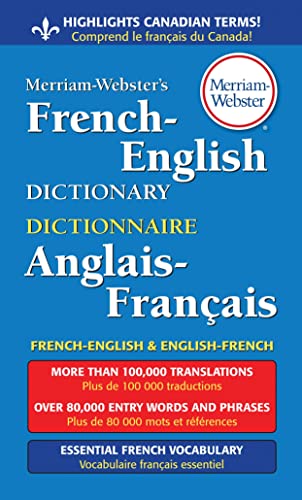 HIGHLIGHTS CANADIAN TERMS!
Comprend le français du Canada!
Merriam-Webster's
Merriam-
Webster
®
French-
English
DICTIONARY
DICTIONNAIRE
Anglais-
Français
FRENCH-ENGLISH & ENGLISH-FRENCH
MORE THAN 100,000 TRANSLATIONS
Plus de 100 000 traductions
OVER 80,000 ENTRY WORDS AND PHRASES
Plus de 80 000 mots et références
ESSENTIAL FRENCH VOCABULARY
Vocabulaire français essentiel